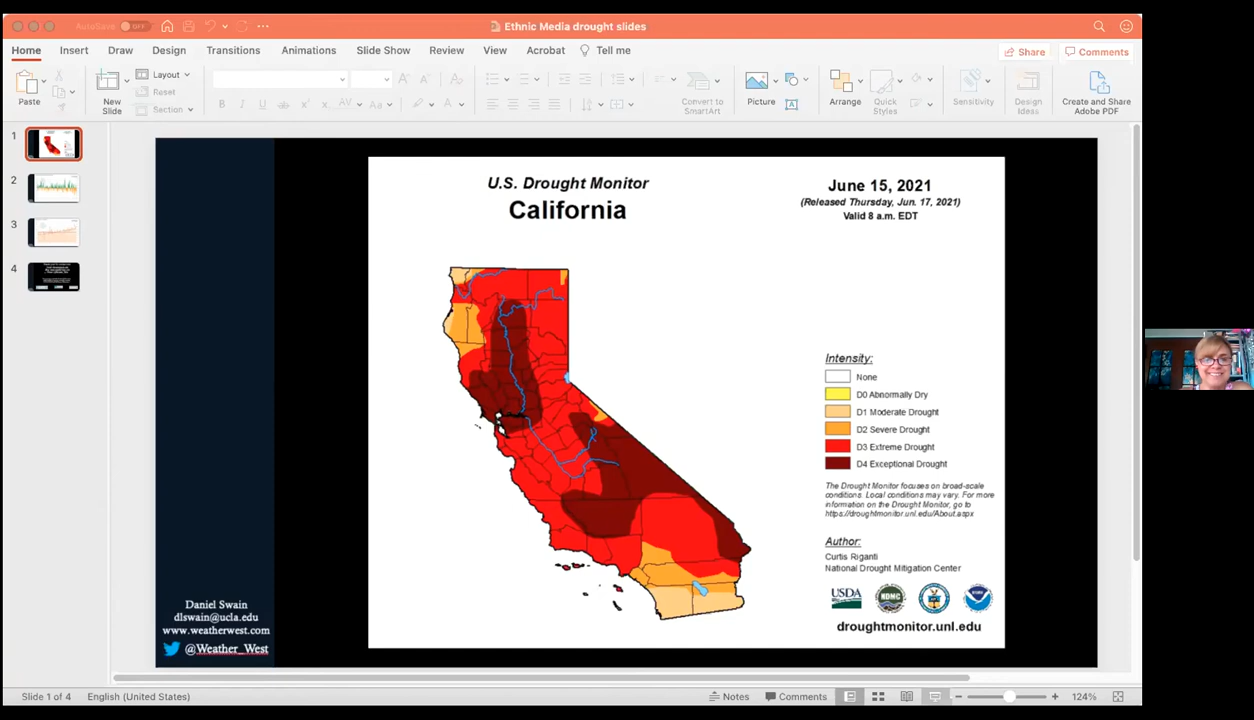 AutoSave OFF
Ethnic Media drought slides
Home Insert Draw Design Transitions Animations Slide Show Review View Acrobat Tell me
Share Comments
Paste
New Slide
Layout
Reset
Section
B I U
Convert to SmartArt
Picture
Arrange
Quick Styles
Sensitivity
Design Ideas
Create and Share Adobe PDF
1
2
3
4
U.S. Drought Monitor
California
June 15, 2021
(Released Thursday, Jun. 17, 2021)
Valid 8 a.m. EDT
Intensity:
None
D0 Abnormally Dry
D1 Moderate Drought
D2 Severe Drought
D3 Extreme Drought
D4 Exceptional Drought
The Drought Monitor focuses on broad-scale
conditions. Local conditions may vary. For more
information on the Drought Monitor, go to
https://droughtmonitor.unl.edu/About.aspx
Author:
Curtis Riganti
National Drought Mitigation Center
USDA NDMC
droughtmonitor.unl.edu
Daniel Swain
dlswain@ucla.edu
www.weatherwest.com
@Weather_West
Slide 1 of 4 English (United States)
Notes Comments 124%